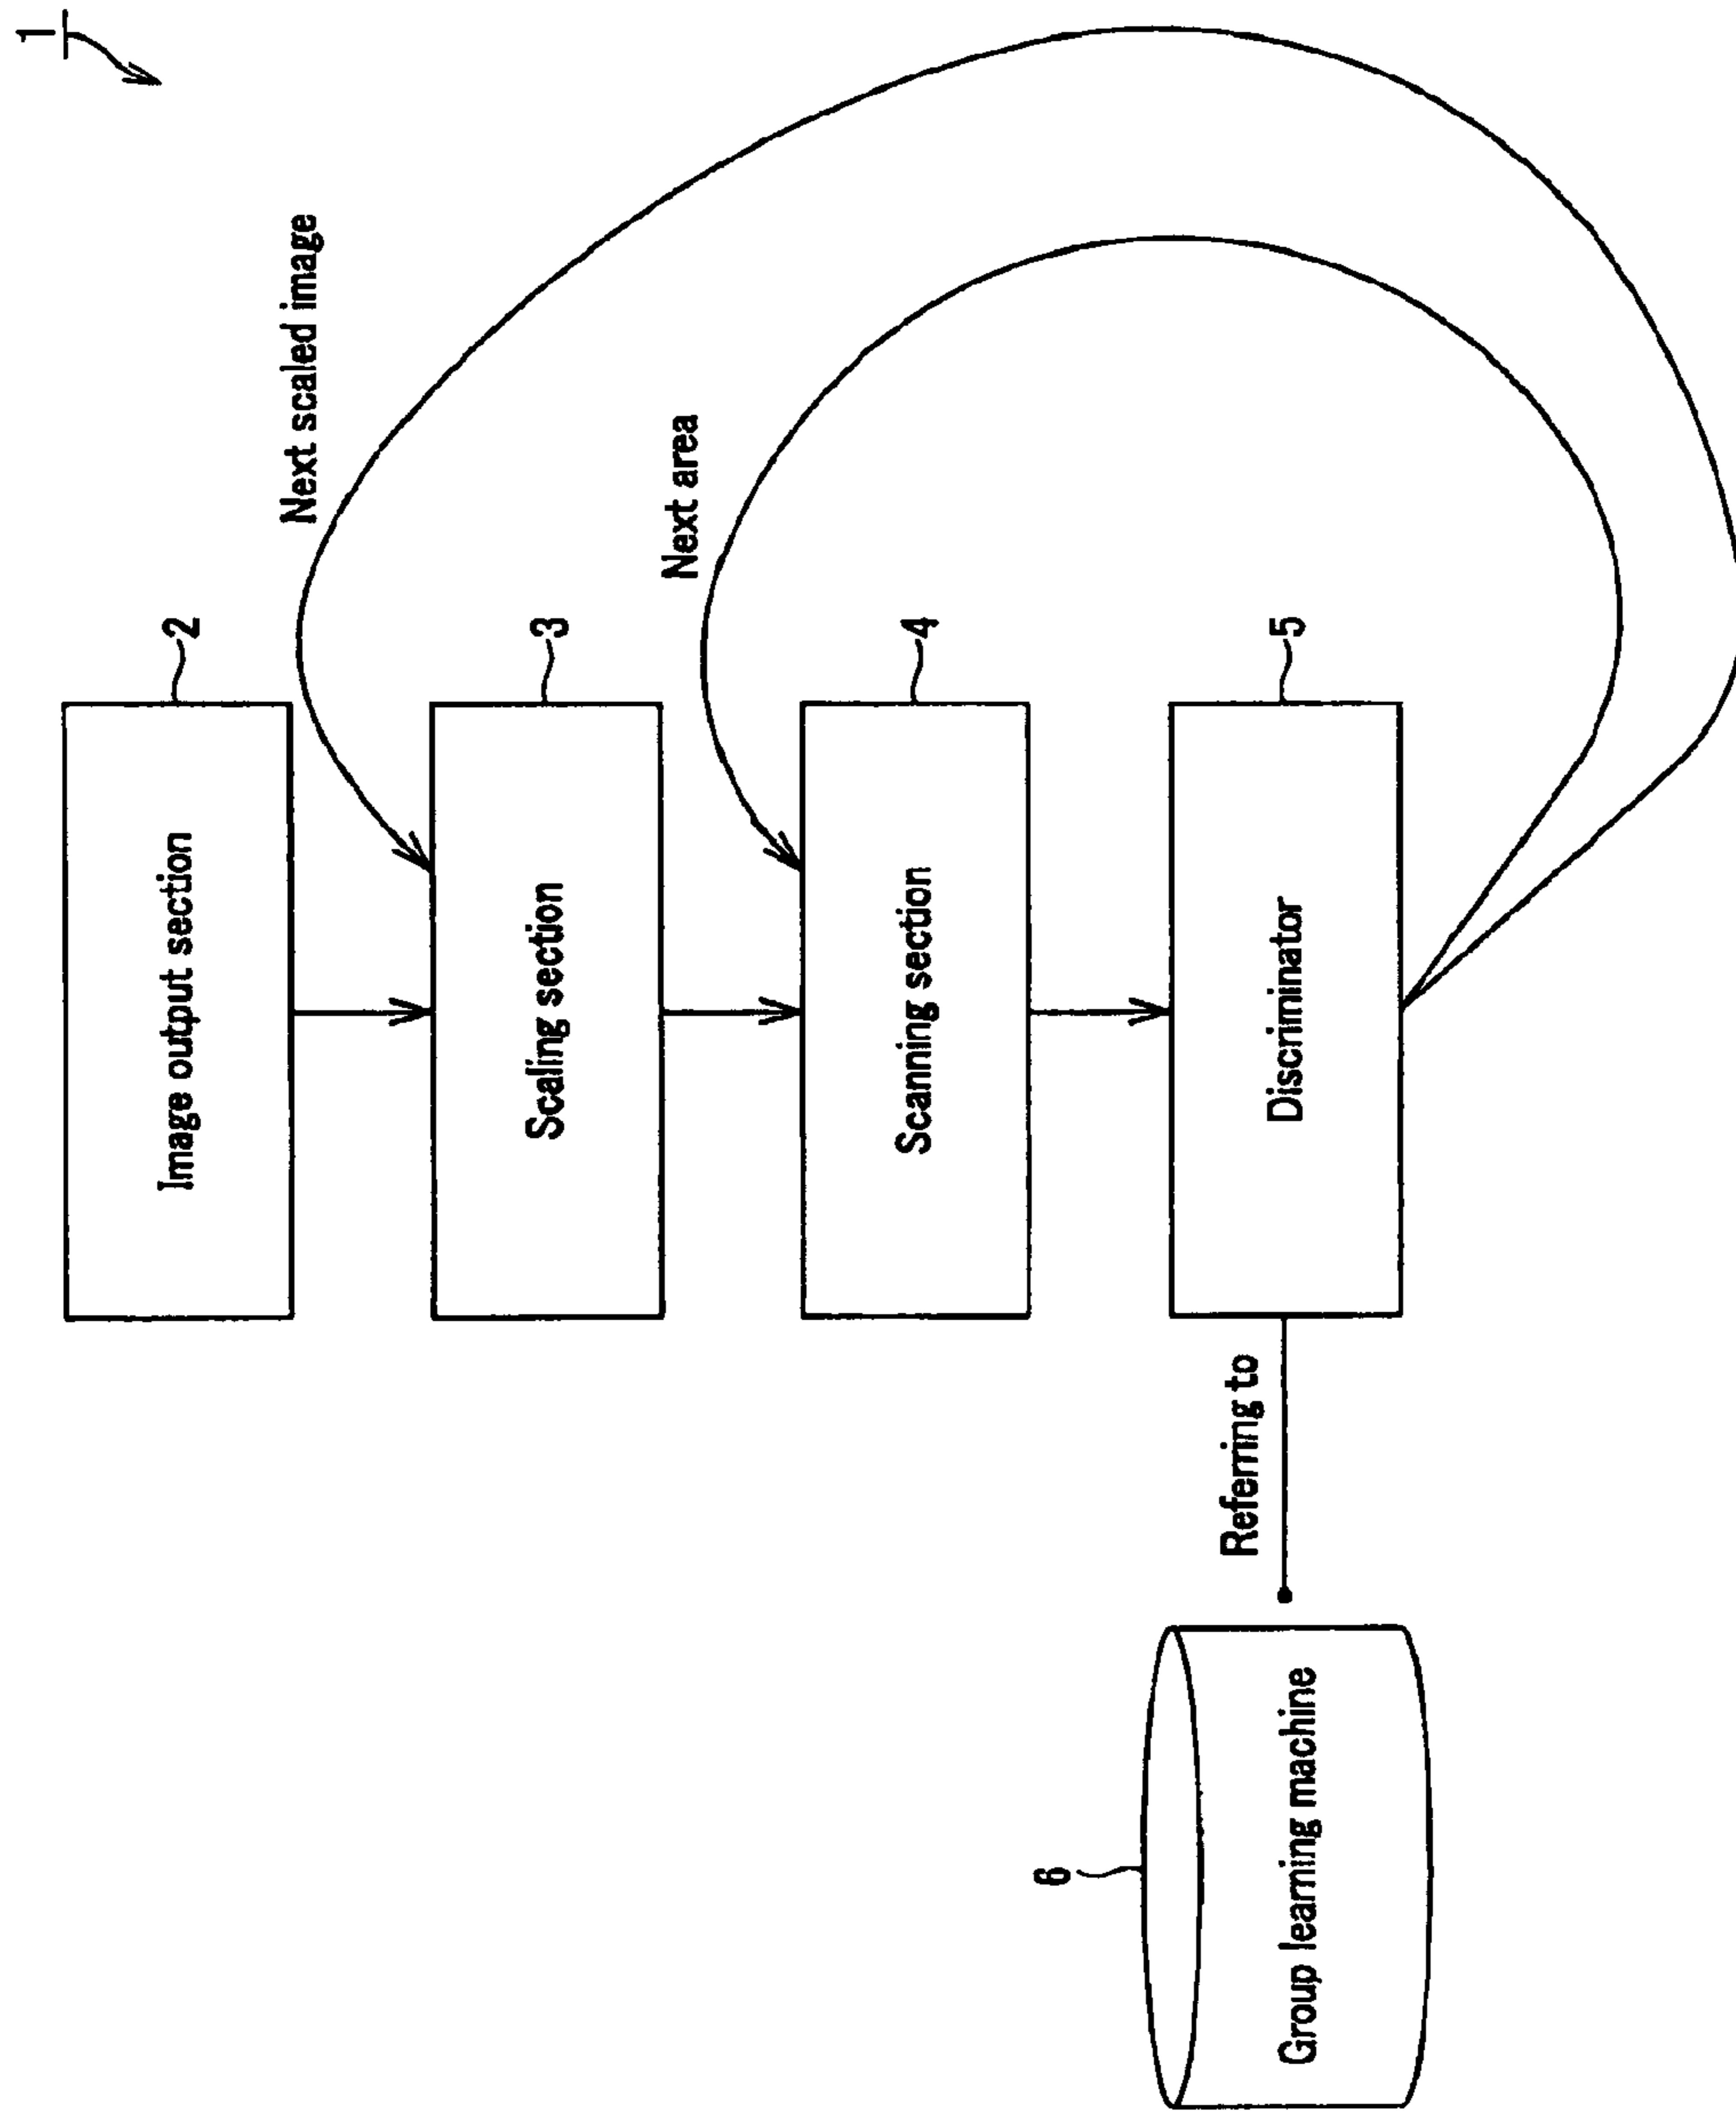 1
Image output section
2
Next scaled image
Scaling section
3
Next area
Scanning section
4
Discriminator
5
Referring to
6
Group learning machine